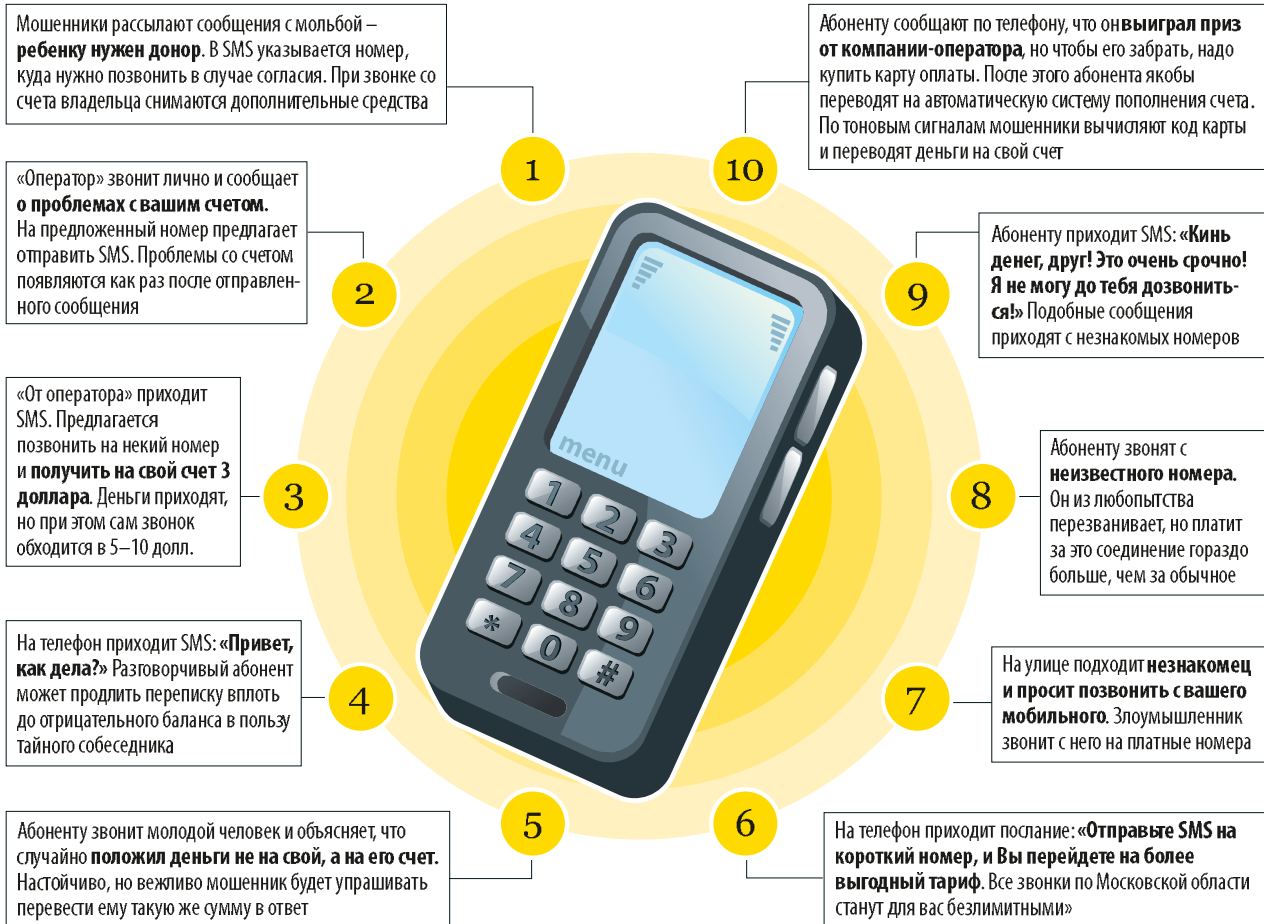 Мошенники рассылают сообщения с мольбой –
ребенку нужен донор. В SMS указывается номер,
куда нужно позвонить в случае согласия. При звонке со
счета владельца снимаются дополнительные средства
1
«Оператор» звонит лично и сообщает
о проблемах с вашим счетом.
На предложенный номер предлагает
отправить SMS. Проблемы со счетом
появляются как раз после отправлен-
ного сообщения
2
«От оператора» приходит
SMS. Предлагается
позвонить на некий номер
и получить на свой счет 3
доллара. Деньги приходят,
но при этом сам звонок
обходится в 5–10 долл.
3
На телефон приходит SMS: «Привет,
как дела?» Разговорчивый абонент
может продлить переписку вплоть
до отрицательного баланса в пользу
тайного собеседника
4
Абоненту звонит молодой человек и объясняет, что
случайно положил деньги не на свой, а на его счет.
Настойчиво, но вежливо мошенник будет упрашивать
перевести ему такую же сумму в ответ
5
На телефон приходит послание: «Отправьте SMS на
короткий номер, и Вы перейдете на более
выгодный тариф. Все звонки по Московской области
станут для вас безлимитными»
6
На улице подходит незнакомец
и просит позвонить с вашего
мобильного. Злоумышленник
звонит с него на платные номера
7
Абоненту звонят с
неизвестного номера.
Он из любопытства
перезванивает, но платит
за это соединение гораздо
больше, чем за обычное
8
Абоненту приходит SMS: «Кинь
денег, друг! Это очень срочно!
Я не могу до тебя дозвонить-
ся!» Подобные сообщения
приходят с незнакомых номеров
9
Абоненту сообщают по телефону, что он выиграл приз
от компании-оператора, но чтобы его забрать, надо
купить карту оплаты. После этого абонента якобы
переводят на автоматическую систему пополнения счета.
По тоновым сигналам мошенники вычисляют код карты
и переводят деньги на свой счет
10
menu
1 2 3
4 5 6
7 8 9
* 0 #